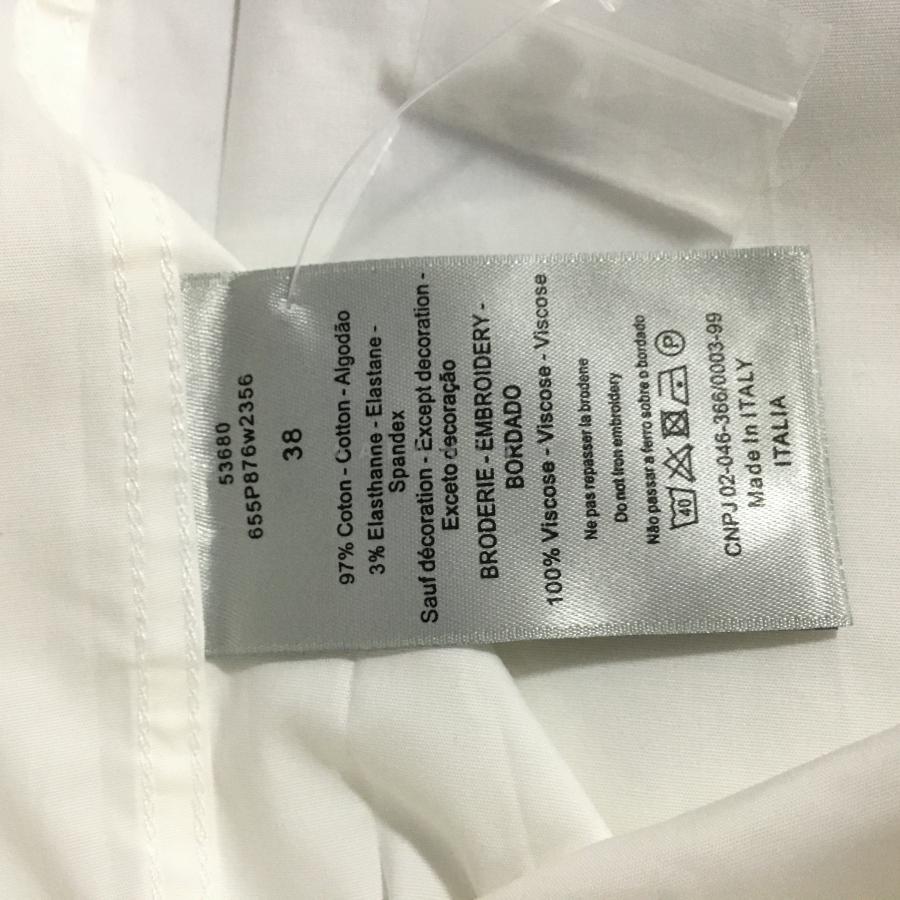 53680
655P876w2356
38
97% Coton - Cotton - Algodão
3% Elasthanne - Elastane -
Spandex
Sauf décoration - Except decoration -
Exceto decoração
BRODERIE - EMBROIDERY -
BORDADO
100% Viscose - Viscose - Viscose
Ne pas repasser la broderie
Do not Iron embroidery
Não passar a ferro sobre o bordado
40 P
CNPJ 02-046-366/0003-99
Made In ITALY
ITALIA